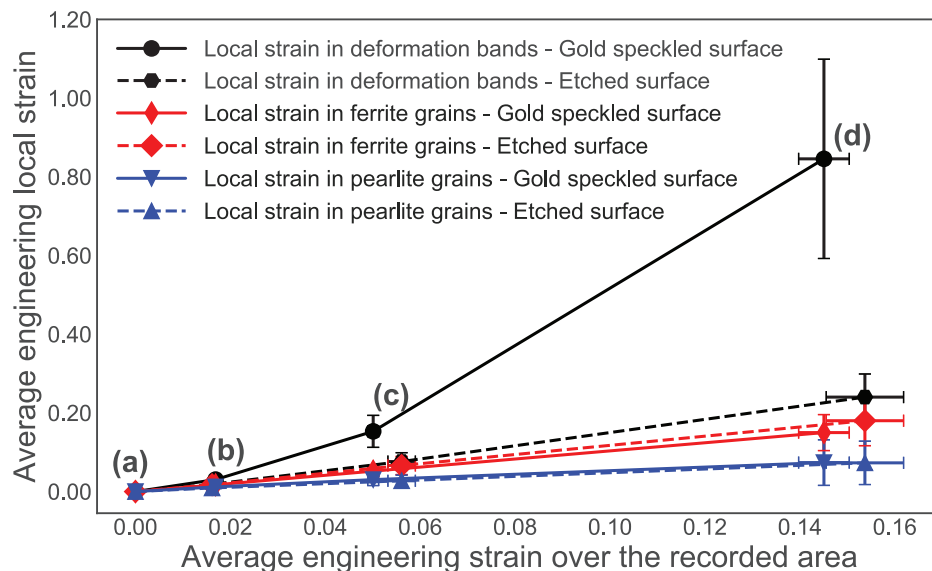 Average engineering local strain
1.20
1.00
0.80
0.60
0.40
0.20
0.00
Local strain in deformation bands - Gold speckled surface
Local strain in deformation bands - Etched surface
Local strain in ferrite grains - Gold speckled surface
Local strain in ferrite grains - Etched surface
Local strain in pearlite grains - Gold speckled surface
Local strain in pearlite grains - Etched surface
(a)
(b)
(c)
(d)
0.00 0.02 0.04 0.06 0.08 0.10 0.12 0.14 0.16
Average engineering strain over the recorded area